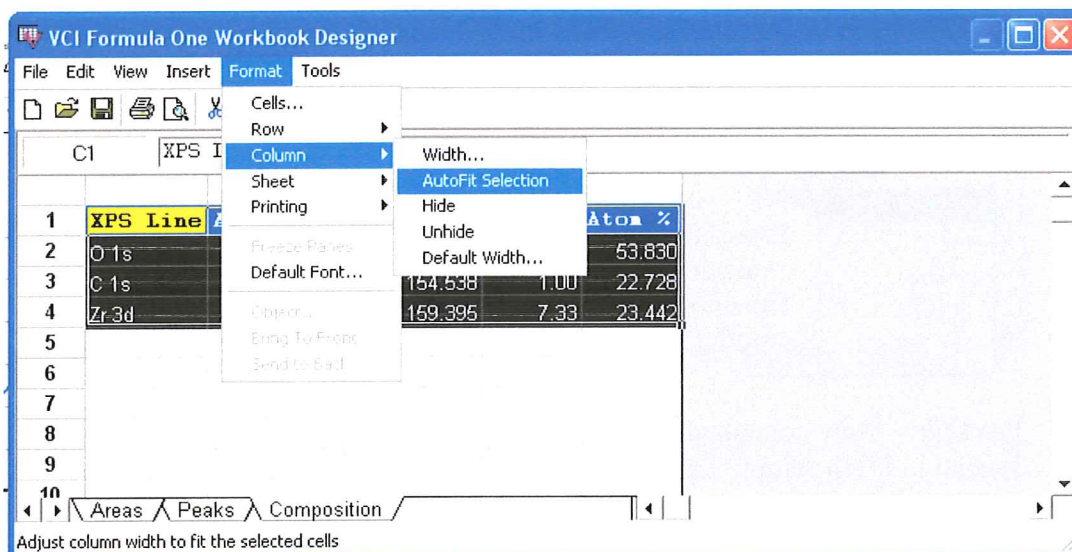 VCI Formula One Workbook Designer
File Edit View Insert Format Tools
Cells...
Row
C1 XPS L
Column Width...
Sheet AutoFit Selection
Printing Hide
Unhide
Freeze Panes Default Width...
Default Font...
Object...
Bring To Front
Send to Back
1 XPS Line Atom %
2 O 1s 53.830
3 C 1s 154.538 1.00 22.728
4 Zr 3d 159.395 7.33 23.442
5
6
7
8
9
10
Areas Peaks Composition
Adjust column width to fit the selected cells